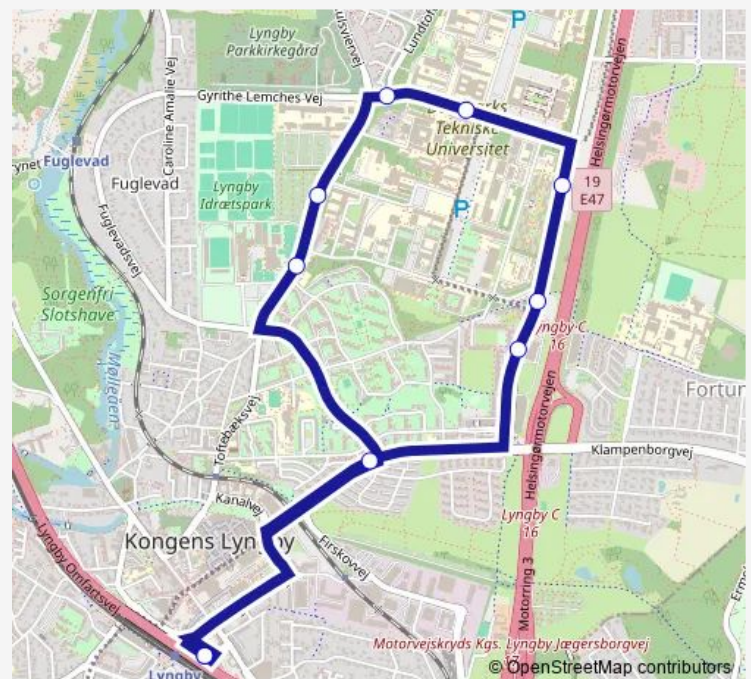 Lyngby
Parkkirkegård
Lundtof
P
Caroline Amalie Vej
Gyrithe Lemches Vej
Helsingørmotorvejen
Tekniske
Universitet
Fuglevad
Fuglevad
19
E47
Lyngby
Idrætspark
P
Fuglevadsvej
Sorgenfri
Slotshave
Mølleåen
Lyngby C
16
Fortun
Toftebæksvej
Helsingørmotorvejen
Klampenborgvej
Kanalvej
Lyngby C
16
Kongens Lyngby
Firskovvej
Lyngby Omfartsvej
Motorring 3
Motorvejskryds Kgs. Lyngby Jægersborgvej
Lyngby
© OpenStreetMap contributors